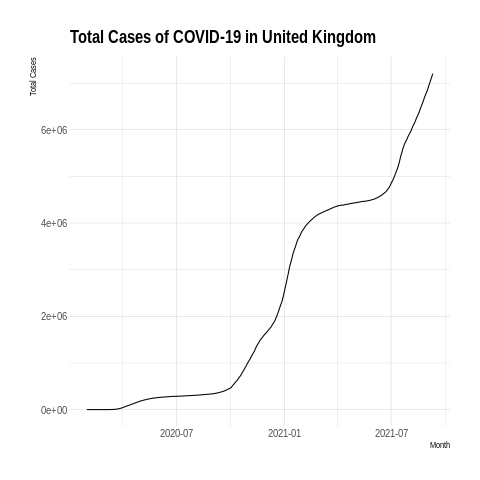 Total Cases of COVID-19 in United Kingdom
Total Cases
6e+06
4e+06
2e+06
0e+00
2020-07
2021-01
2021-07
Month